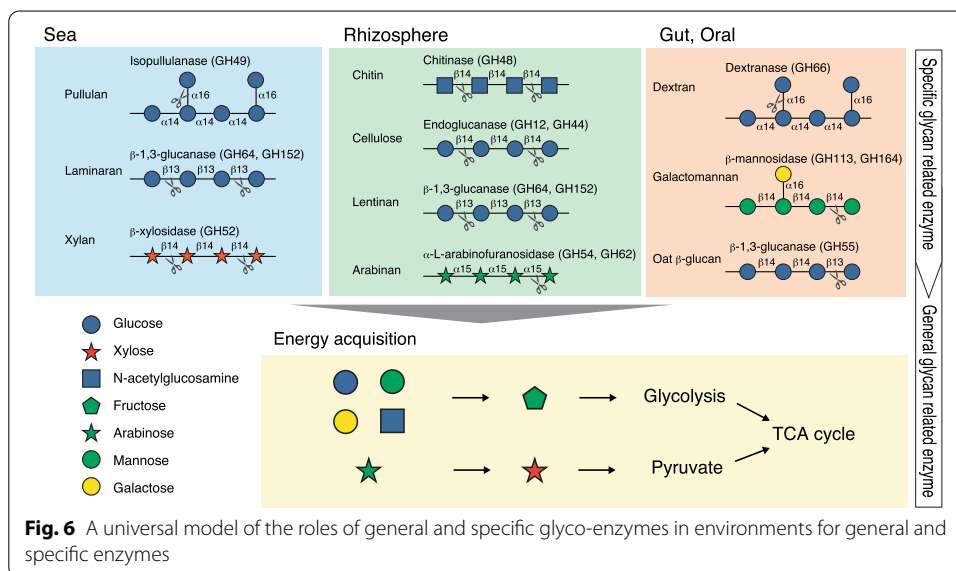 Sea
Isopullulanase (GH49)
Pullulan
α16
α16
α14 α14 α14
β-1,3-glucanase (GH64, GH152)
Laminaran
β13 β13 β13
β-xylosidase (GH52)
Xylan
β14 β14 β14
Rhizosphere
Chitinase (GH48)
Chitin
β14 β14 β14
Endoglucanase (GH12, GH44)
Cellulose
β14 β14 β14
β-1,3-glucanase (GH64, GH152)
Lentinan
β13 β13 β13
α-L-arabinofuranosidase (GH54, GH62)
Arabinan
α15 α15 α15
Gut, Oral
Dextranase (GH66)
Dextran
α16
α16
α14 α14 α14
β-mannosidase (GH113, GH164)
Galactomannan
α16
β14 β14 β14
β-1,3-glucanase (GH55)
Oat β-glucan
β14 β14 β13
Specific glycan related enzyme
General glycan related enzyme
Glucose
Xylose
N-acetylglucosamine
Fructose
Arabinose
Mannose
Galactose
Energy acquisition
Glycolysis
TCA cycle
Pyruvate
Fig. 6 A universal model of the roles of general and specific glyco-enzymes in environments for general and
specific enzymes